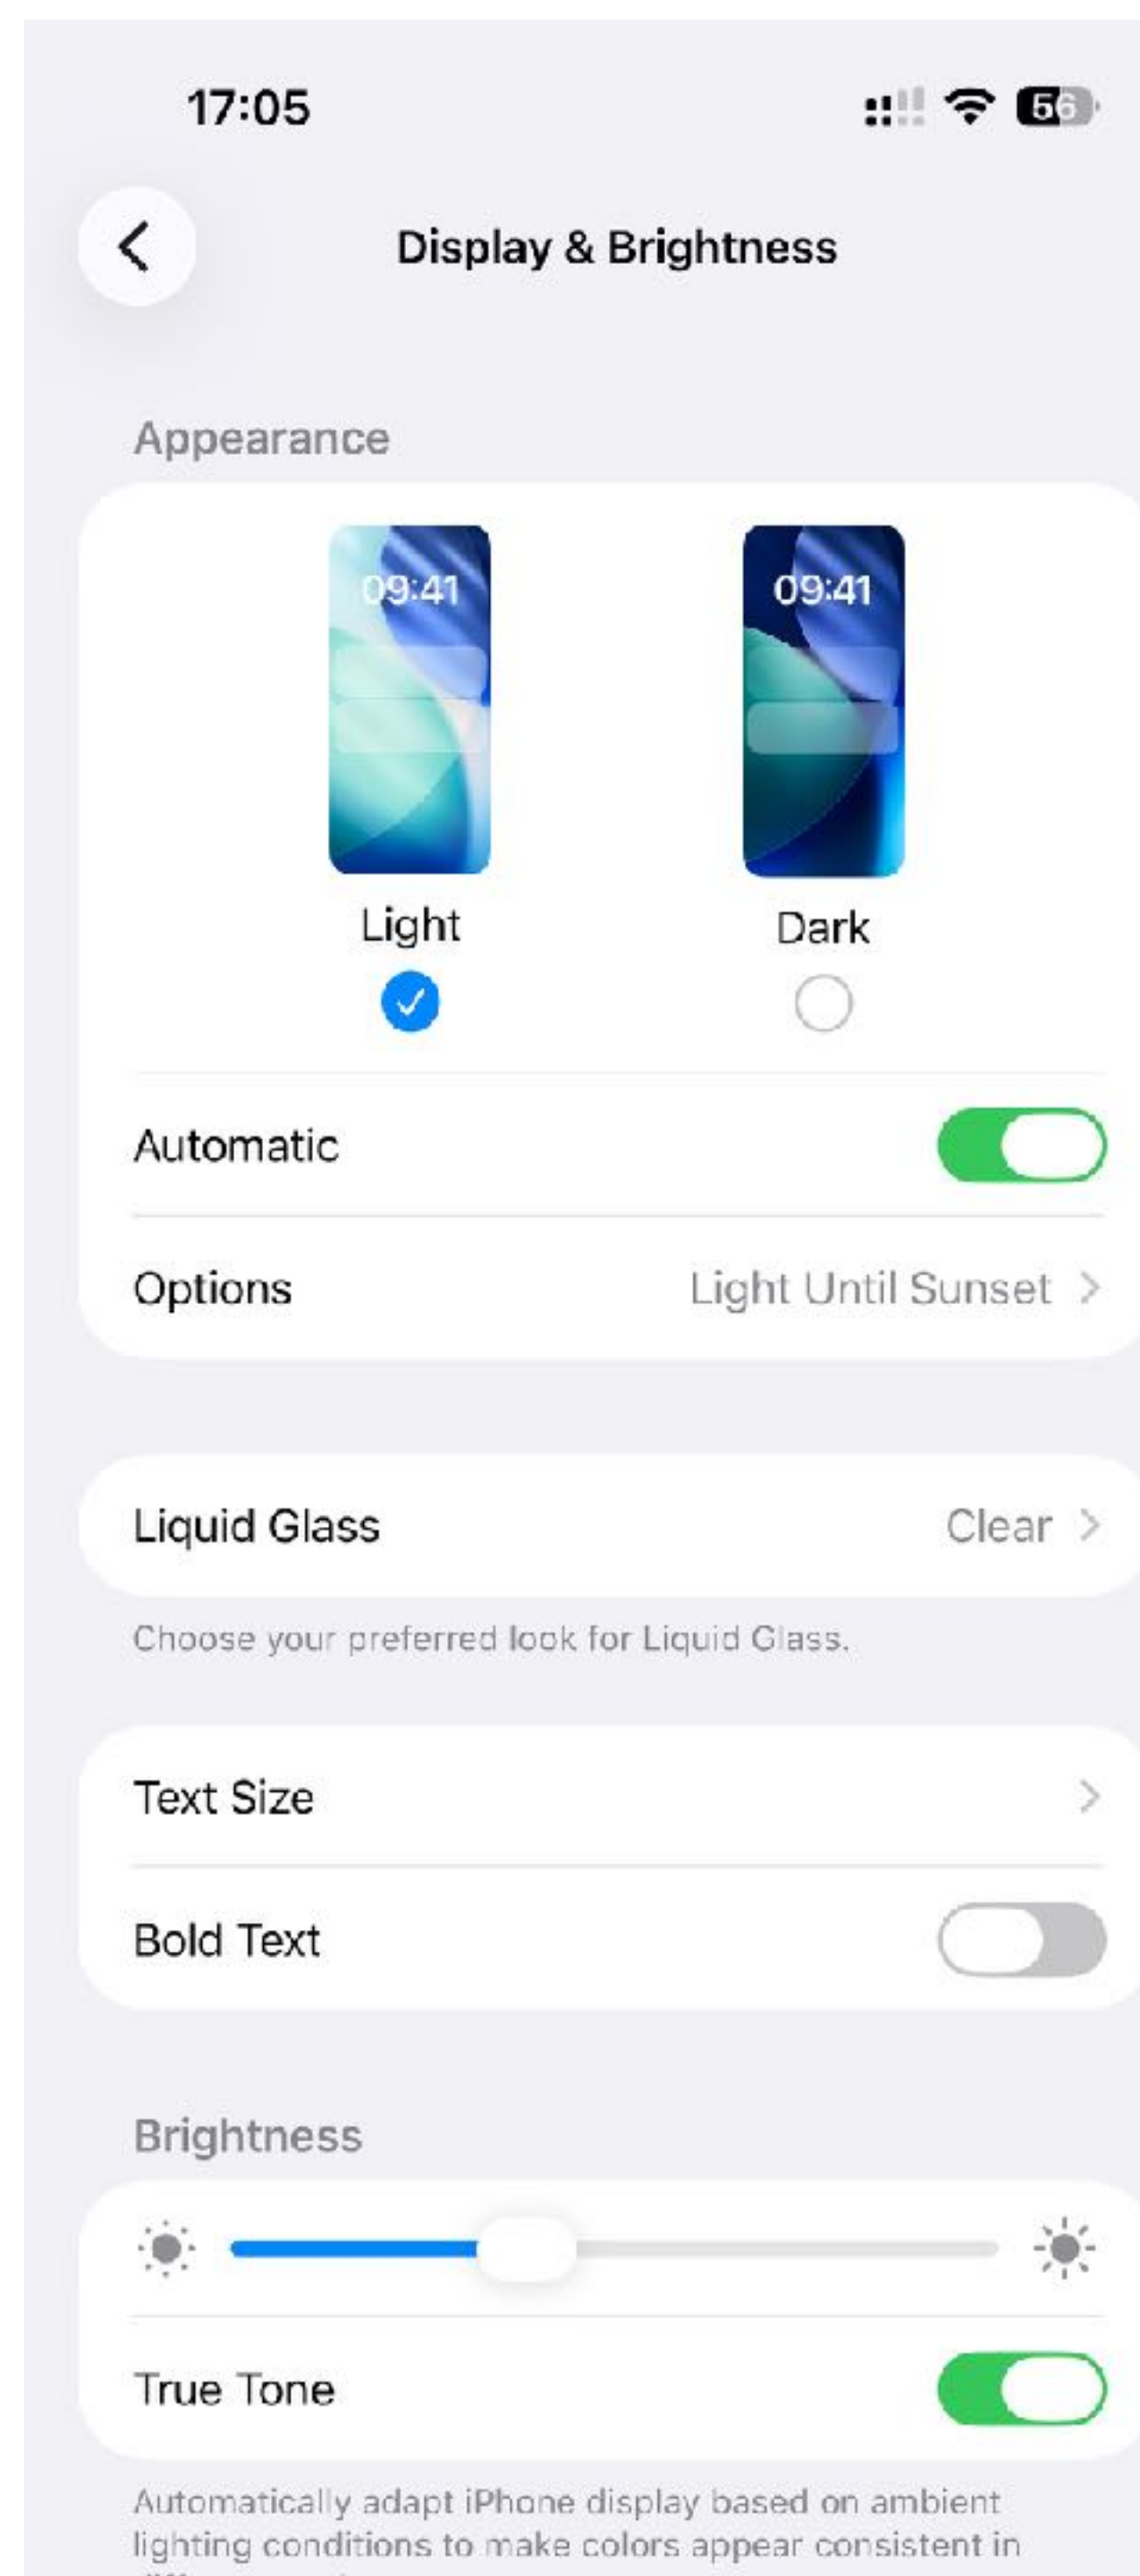 17:05
56
Display & Brightness
Appearance
09:41
09:41
Light
Dark
Automatic
Options
Light Until Sunset
Liquid Glass
Clear
Choose your preferred look for Liquid Glass.
Text Size
Bold Text
Brightness
True Tone
Automatically adapt iPhone display based on ambient
lighting conditions to make colors appear consistent in